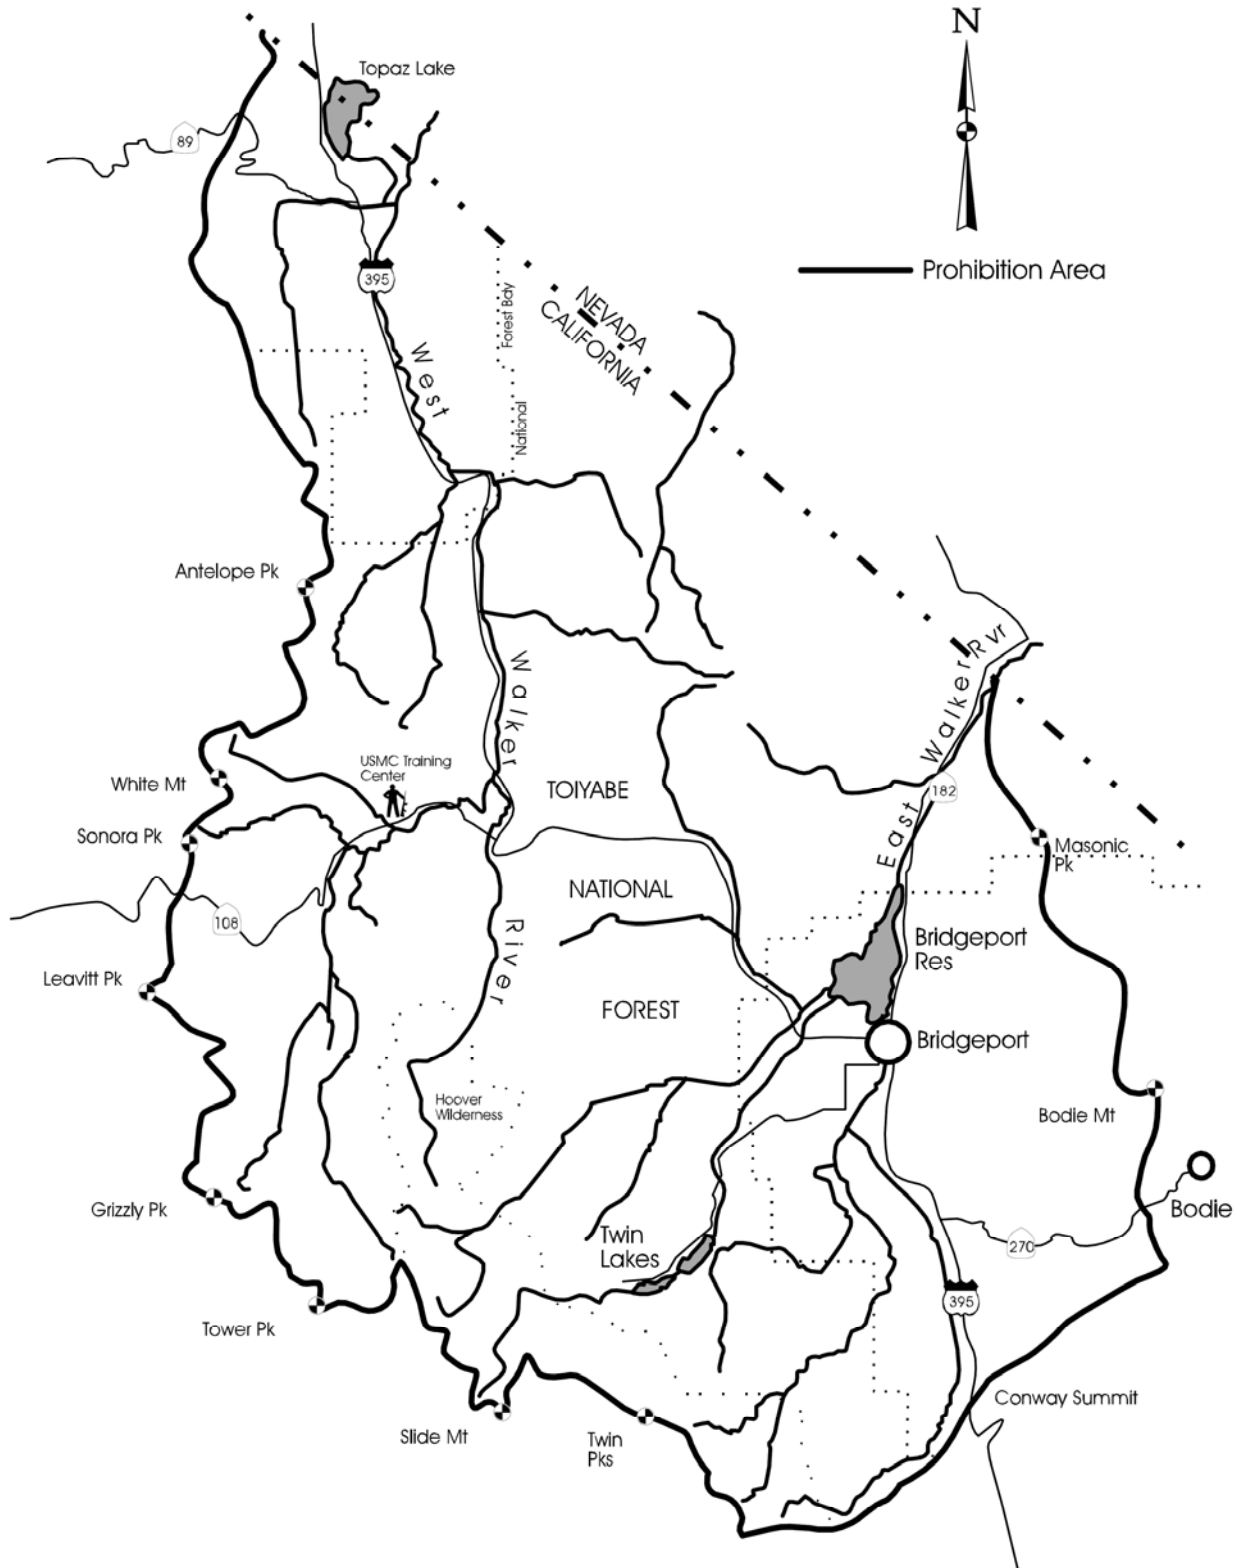 N
Topaz Lake
89
Prohibition Area
395
Forest Bdy
NEVADA
CALIFORNIA
West
National
Antelope Pk
Walker
East Walker Rvr
USMC Training
Center
White Mt
TOIYABE
182
Sonora Pk
Masonic
Pk
NATIONAL
108
River
Bridgeport
Res
Leavitt Pk
FOREST
Bridgeport
Hoover
Wilderness
Bodie Mt
Grizzly Pk
Bodie
Twin
Lakes
270
395
Tower Pk
Conway Summit
Slide Mt
Twin
Pks